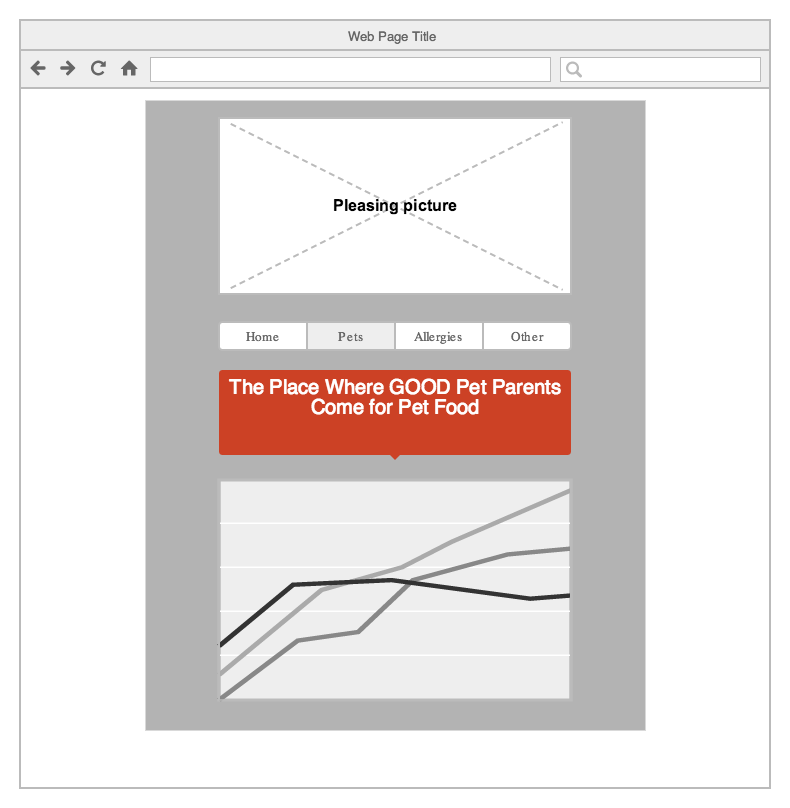 Web Page Title
Pleasing picture
Home
Pets
Allergies
Other
The Place Where GOOD Pet Parents
Come for Pet Food